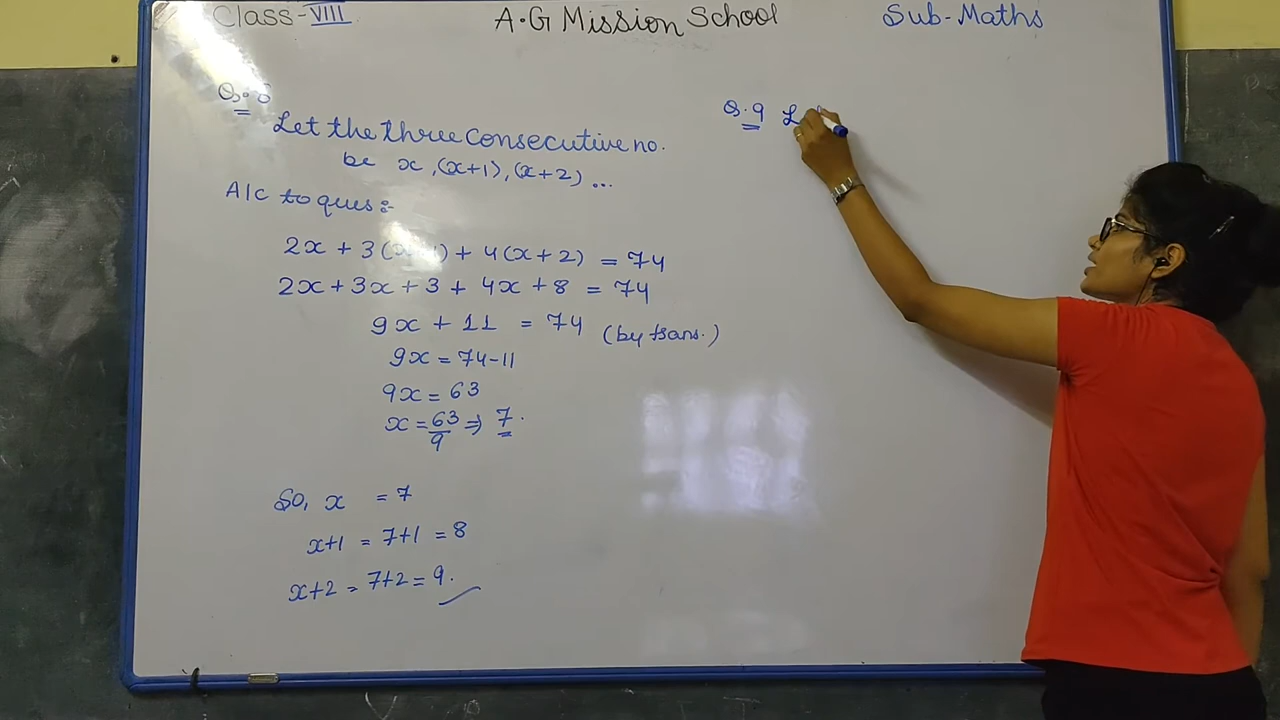 Class-VIII
A.G Mission School
Sub-Maths
Q.8
Let the three consecutive no.
be x, (x+1), (x+2) ...
A/c to ques:-
2x + 3(x+1) + 4(x+2) = 74
2x+3x+3 + 4x+8 = 74
9x + 11 = 74 (by trans.)
9x = 74-11
9x = 63
x = 63/9 ⇒ 7.
So, x = 7
x+1 = 7+1 = 8
x+2 = 7+2 = 9.
Q.9